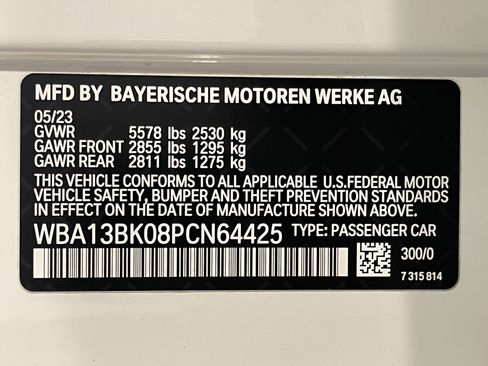 MFD BY BAYERISCHE MOTOREN WERKE AG
05/23
GVWR 5578 lbs 2530 kg
GAWR FRONT 2855 lbs 1295 kg
GAWR REAR 2811 lbs 1275 kg
THIS VEHICLE CONFORMS TO ALL APPLICABLE U.S.FEDERAL MOTOR
VEHICLE SAFETY, BUMPER AND THEFT PREVENTION STANDARDS
IN EFFECT ON THE DATE OF MANUFACTURE SHOWN ABOVE.
WBA13BK08PCN64425 TYPE: PASSENGER CAR
300/0
7 315 814